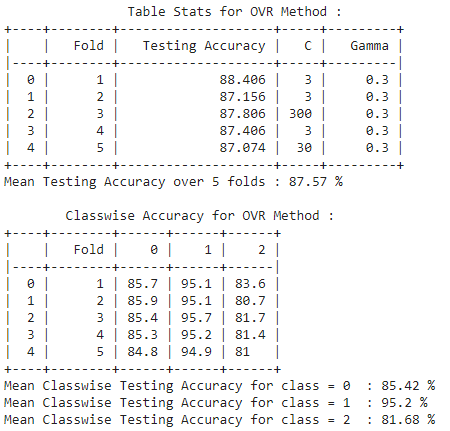 Table Stats for OVR Method :
+----+--------+--------------------+-----+---------+
|    |   Fold |   Testing Accuracy |   C |   Gamma |
|----+--------+--------------------+-----+---------|
|  0 |      1 |             88.406 |   3 |     0.3 |
|  1 |      2 |             87.156 |   3 |     0.3 |
|  2 |      3 |             87.806 | 300 |     0.3 |
|  3 |      4 |             87.406 |   3 |     0.3 |
|  4 |      5 |             87.074 |  30 |     0.3 |
+----+--------+--------------------+-----+---------+
Mean Testing Accuracy over 5 folds : 87.57 %
Classwise Accuracy for OVR Method :
+----+--------+------+------+------+
|    |   Fold |    0 |    1 |    2 |
|----+--------+------+------+------|
|  0 |      1 | 85.7 | 95.1 | 83.6 |
|  1 |      2 | 85.9 | 95.1 | 80.7 |
|  2 |      3 | 85.4 | 95.7 | 81.7 |
|  3 |      4 | 85.3 | 95.2 | 81.4 |
|  4 |      5 | 84.8 | 94.9 | 81   |
+----+--------+------+------+------+
Mean Classwise Testing Accuracy for class = 0  : 85.42 %
Mean Classwise Testing Accuracy for class = 1  : 95.2 %
Mean Classwise Testing Accuracy for class = 2  : 81.68 %